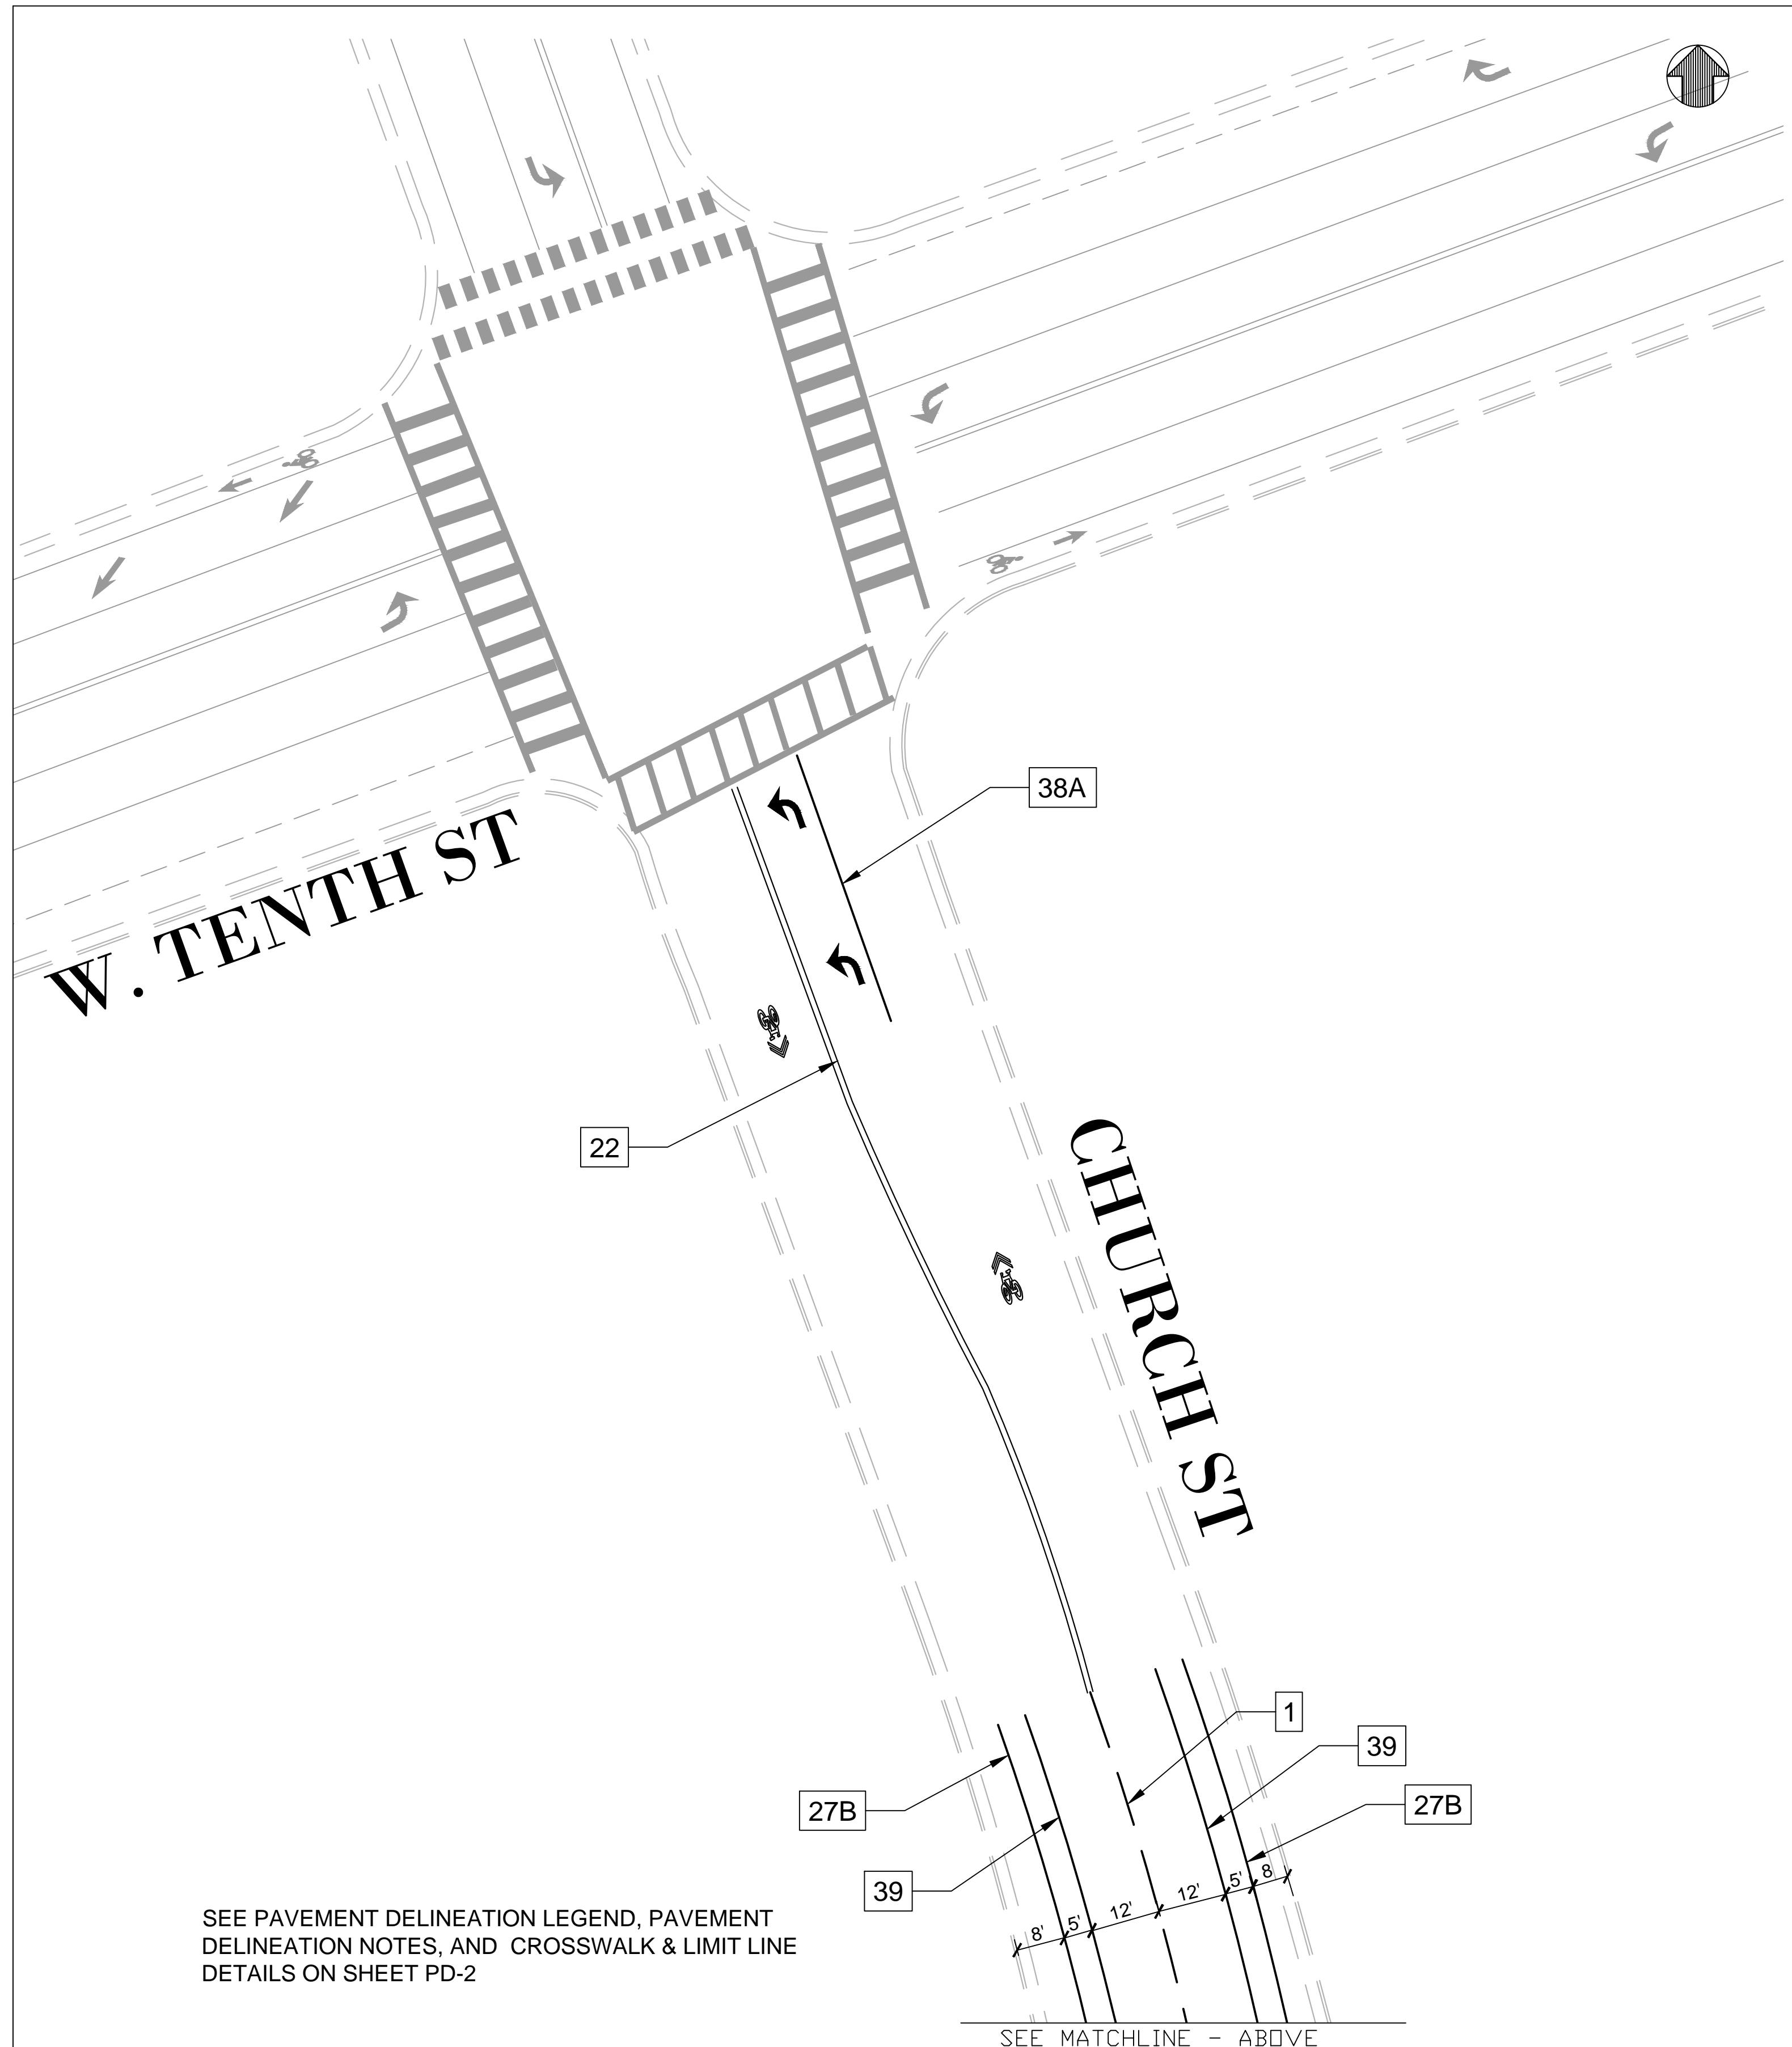 38A
W. TENTH ST
22
CHURCH ST
1
39
27B
27B
39
8' 5' 12' 12' 5' 8
SEE PAVEMENT DELINEATION LEGEND, PAVEMENT
DELINEATION NOTES, AND CROSSWALK & LIMIT LINE
DETAILS ON SHEET PD-2
SEE MATCHLINE - ABOVE